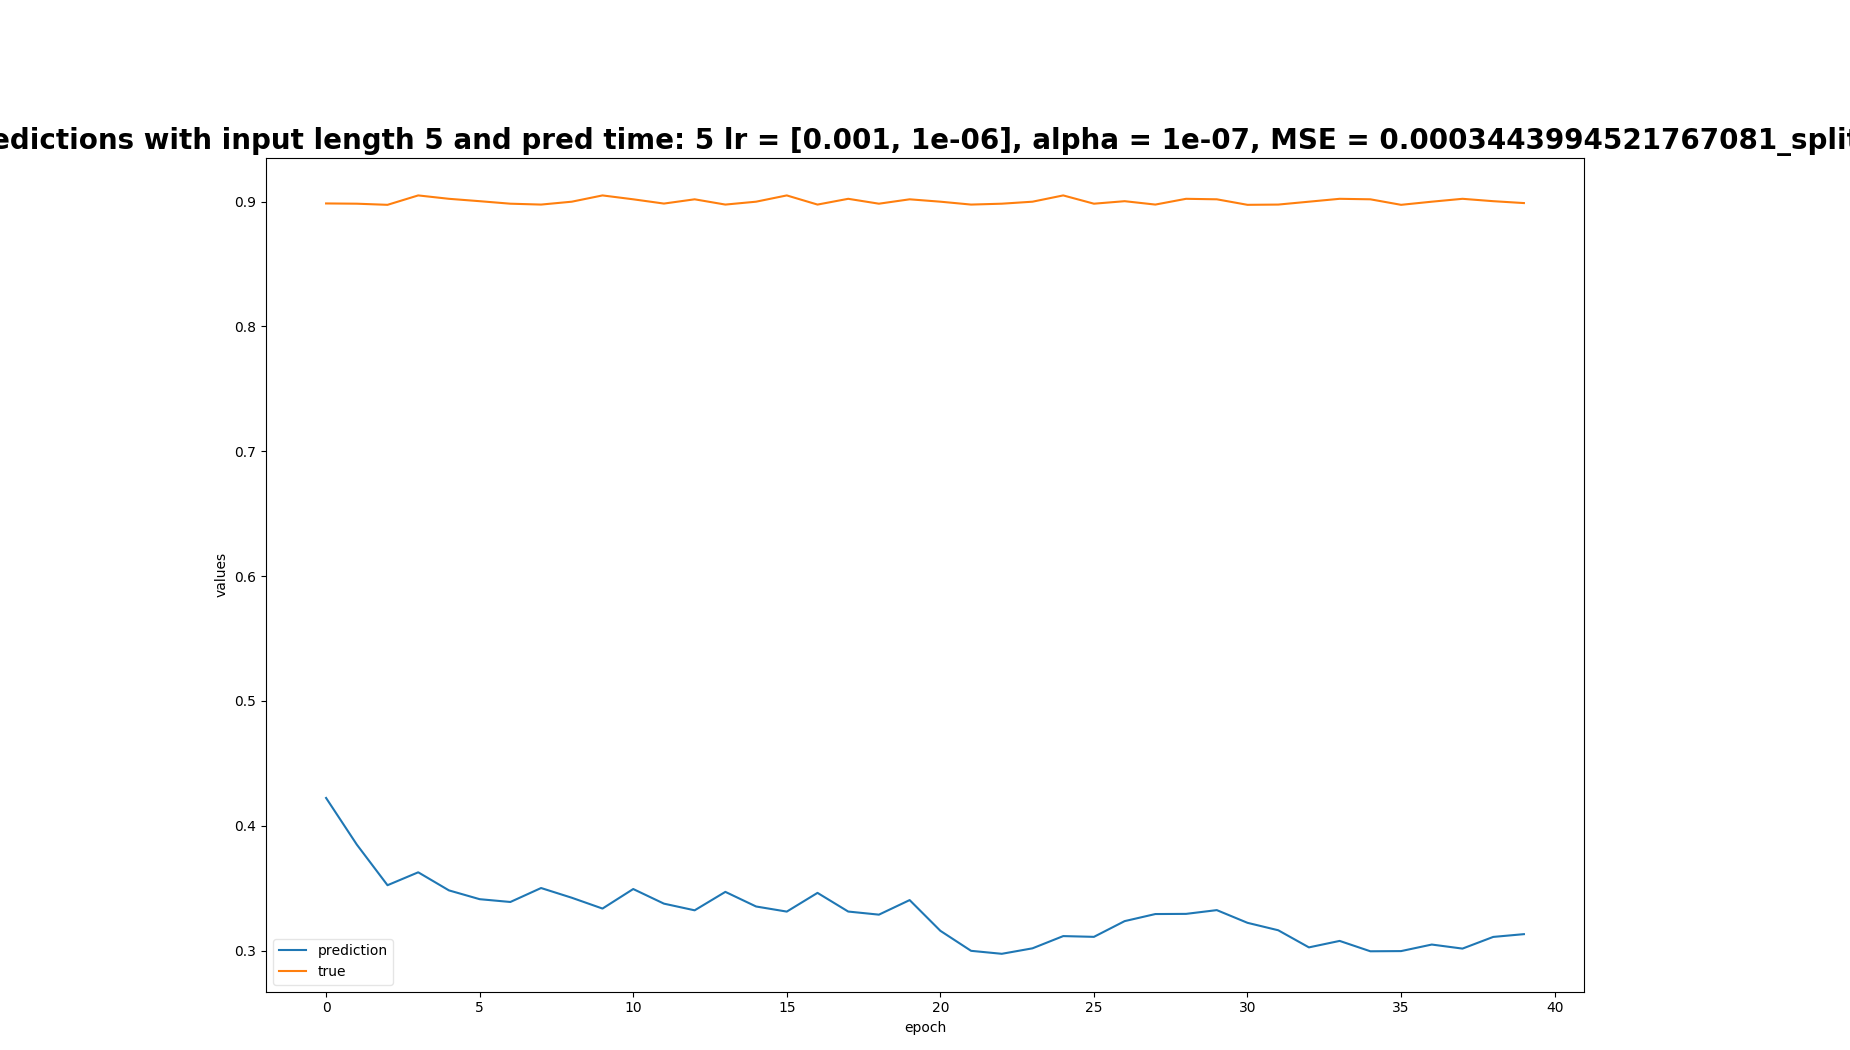 edictions with input length 5 and pred time: 5 lr = [0.001, 1e-06], alpha = 1e-07, MSE = 0.0003443994521767081_split
0.9
0.8
0.7
0.6
0.5
0.4
0.3
values
prediction
true
0 5 10 15 20 25 30 35 40
epoch